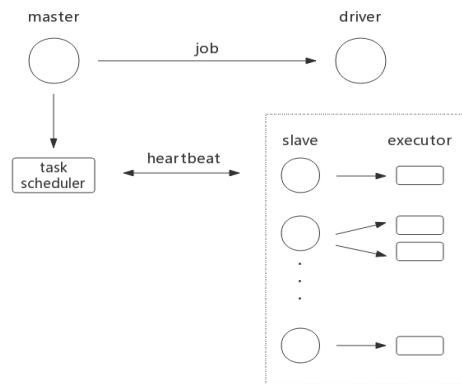 master
driver
job
slave
executor
task
scheduler
heartbeat